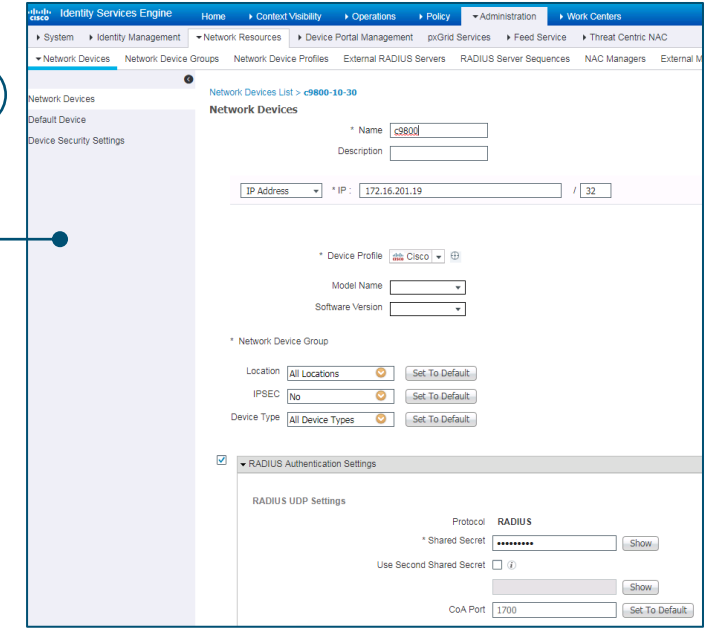 cisco Identity Services Engine Home Context Visibility Operations Policy Administration Work Centers
System Identity Management Network Resources Device Portal Management pxGrid Services Feed Service Threat Centric NAC
Network Devices Network Device Groups Network Device Profiles External RADIUS Servers RADIUS Server Sequences NAC Managers External M
Network Devices
Default Device
Device Security Settings
Network Devices List > c9800-10-30
Network Devices
* Name c9800
Description
IP Address * IP : 172.16.201.19 / 32
* Device Profile Cisco
Model Name
Software Version
* Network Device Group
Location All Locations Set To Default
IPSEC No Set To Default
Device Type All Device Types Set To Default
RADIUS Authentication Settings
RADIUS UDP Settings
Protocol RADIUS
* Shared Secret ••••••••• Show
Use Second Shared Secret i
Show
CoA Port 1700 Set To Default